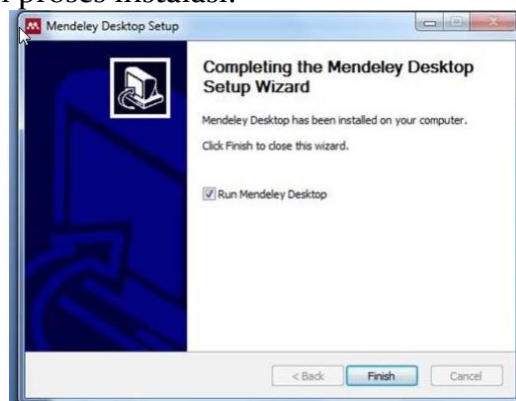 proses instalasi.
Mendeley Desktop Setup
Completing the Mendeley Desktop
Setup Wizard
Mendeley Desktop has been installed on your computer.
Click Finish to close this wizard.
Run Mendeley Desktop
< Back Finish Cancel